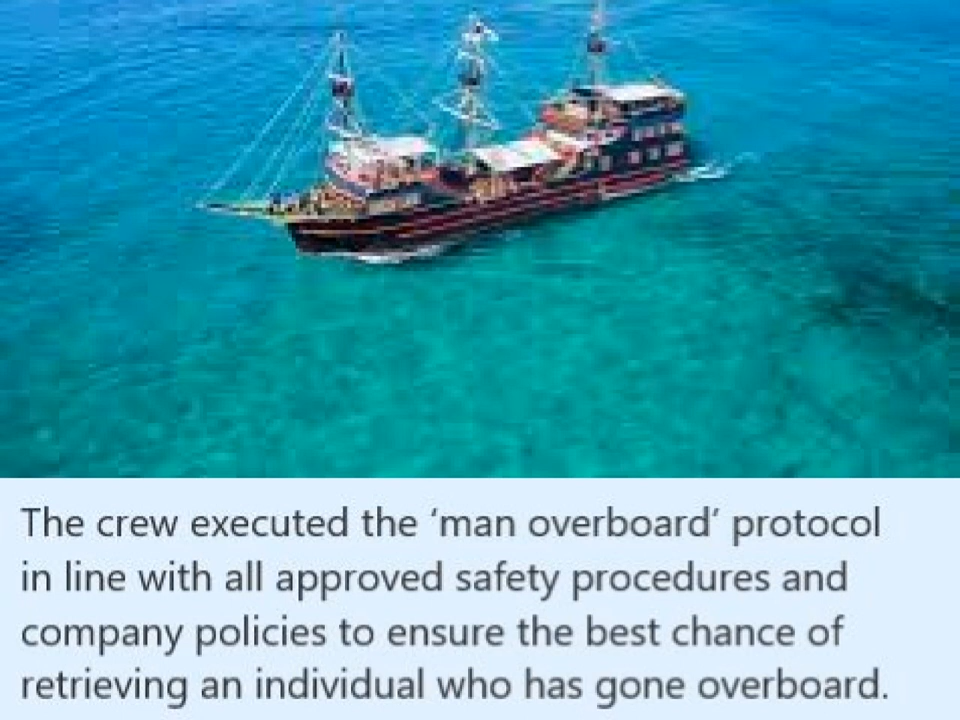 The crew executed the ‘man overboard’ protocol
in line with all approved safety procedures and
company policies to ensure the best chance of
retrieving an individual who has gone overboard.